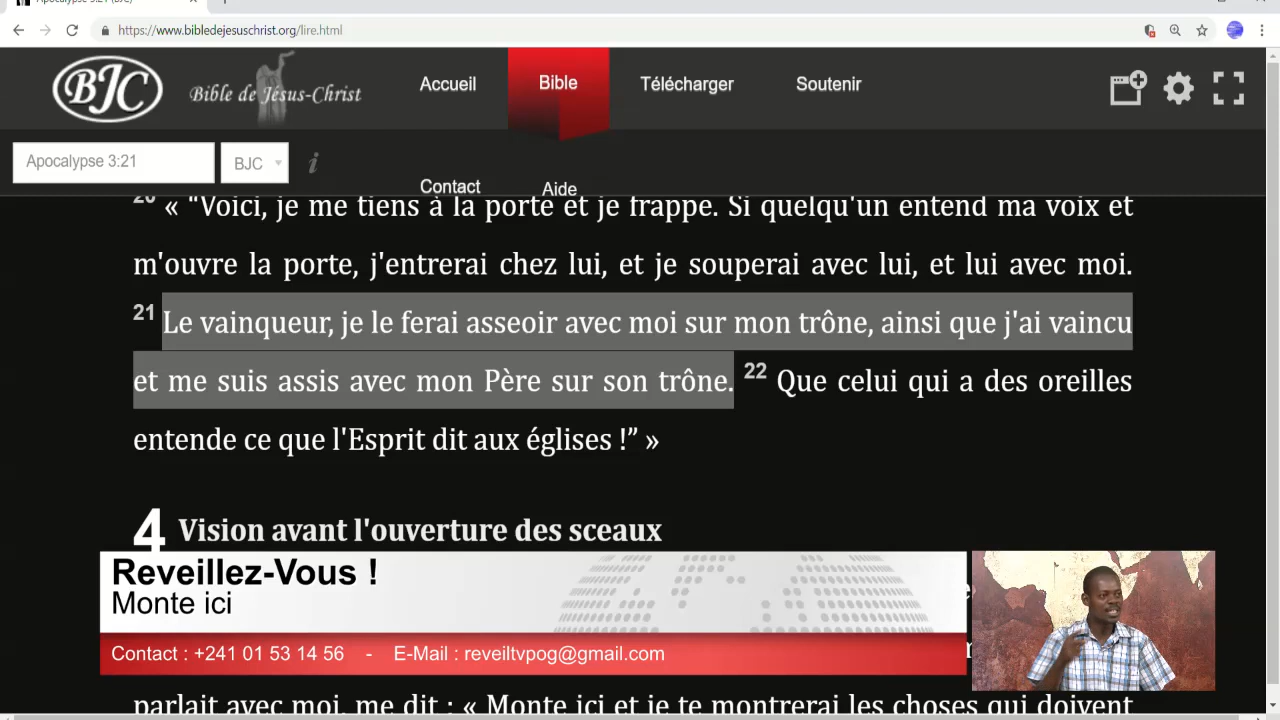 Apocalypse 3:21 (BJC)
https://www.bibledejesuschrist.org/lire.html
BJC
Bible de Jésus-Christ
Accueil
Bible
Télécharger
Soutenir
Apocalypse 3:21
BJC
i
Contact
Aide
20 « “Voici, je me tiens à la porte et je frappe. Si quelqu'un entend ma voix et
m'ouvre la porte, j'entrerai chez lui, et je souperai avec lui, et lui avec moi.
21 Le vainqueur, je le ferai asseoir avec moi sur mon trône, ainsi que j'ai vaincu
et me suis assis avec mon Père sur son trône. 22 Que celui qui a des oreilles
entende ce que l'Esprit dit aux églises !” »
4 Vision avant l'ouverture des sceaux
Reveillez-Vous !
Monte ici
Contact : +241 01 53 14 56 - E-Mail : reveiltvpog@gmail.com
parlait avec moi, me dit : « Monte ici et je te montrerai les choses qui doivent